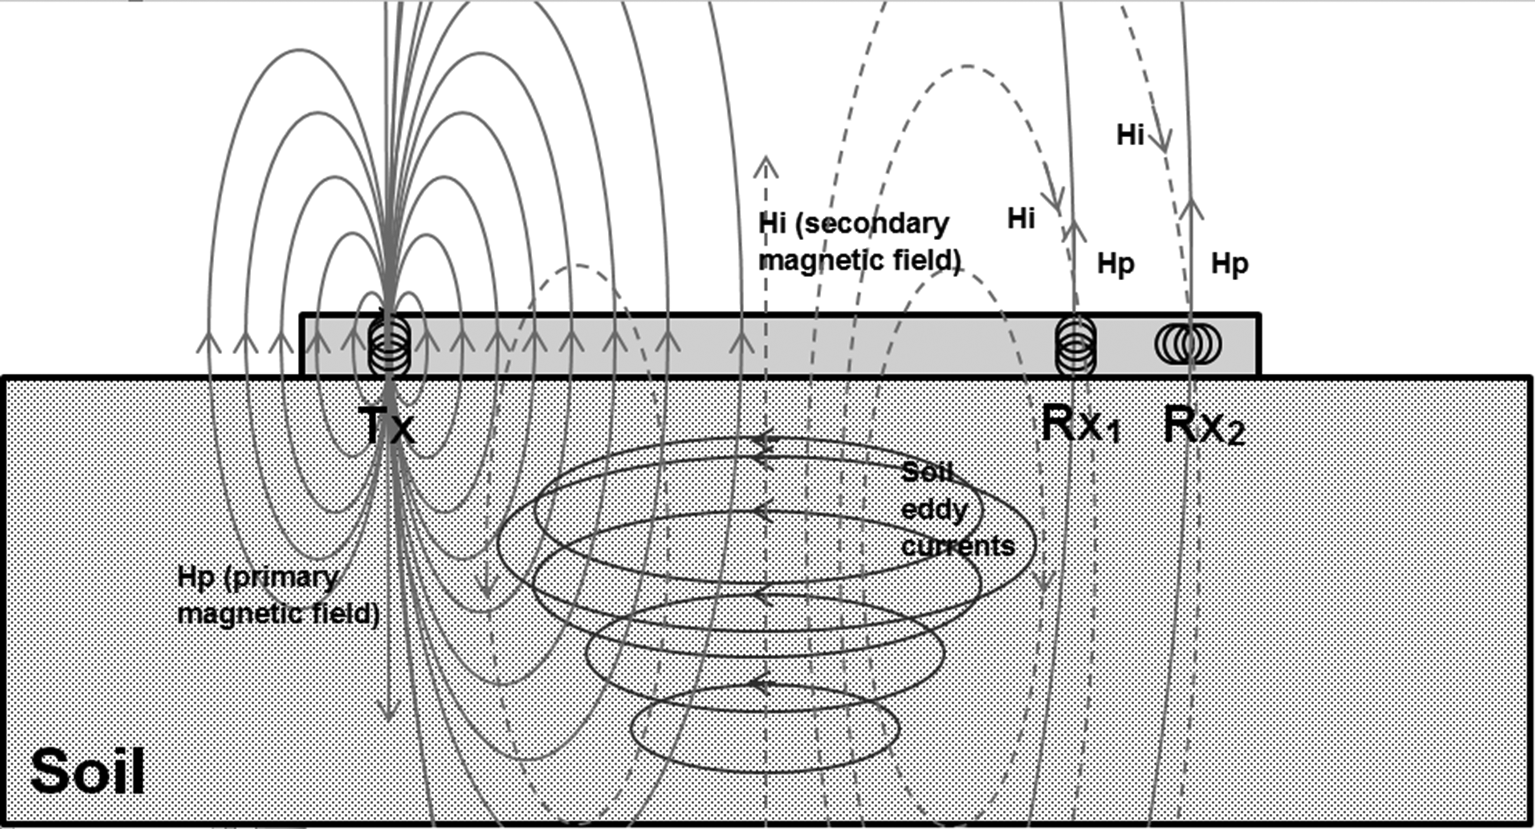 Hi
Hi (secondary
magnetic field)
Hi
Hp
Hp
Tx
Rx₁
Rx₂
Soil
eddy
currents
Hp (primary
magnetic field)
Soil